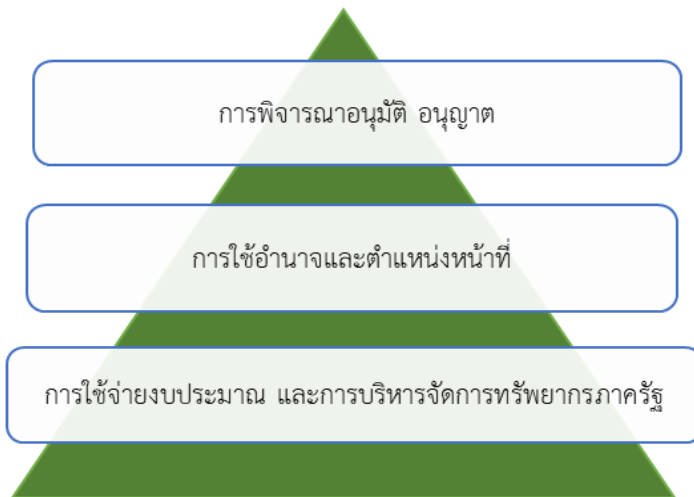 การพิจารณาอนุมัติ อนุญาต
การใช้อำนาจและตำแหน่งหน้าที่
การใช้จ่ายงบประมาณ และการบริหารจัดการทรัพยากรภาครัฐ